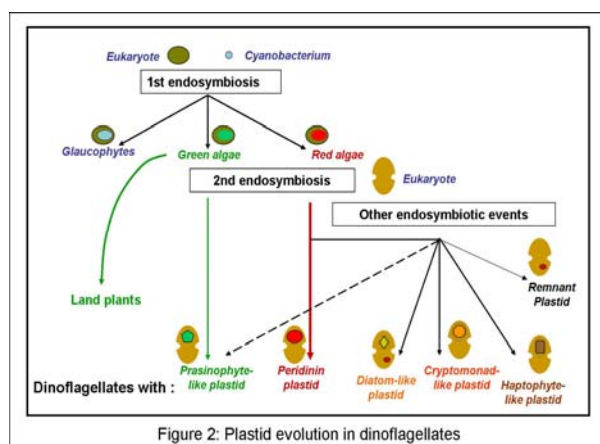 Eukaryote
Cyanobacterium
1st endosymbiosis
Glaucophytes
Green algae
Red algae
2nd endosymbiosis
Eukaryote
Other endosymbiotic events
Land plants
Remnant
Plastid
Dinoflagellates with :
Prasinophyte-
like plastid
Peridinin
plastid
Diatom-like
plastid
Cryptomonad-
like plastid
Haptophyte-
like plastid
Figure 2: Plastid evolution in dinoflagellates